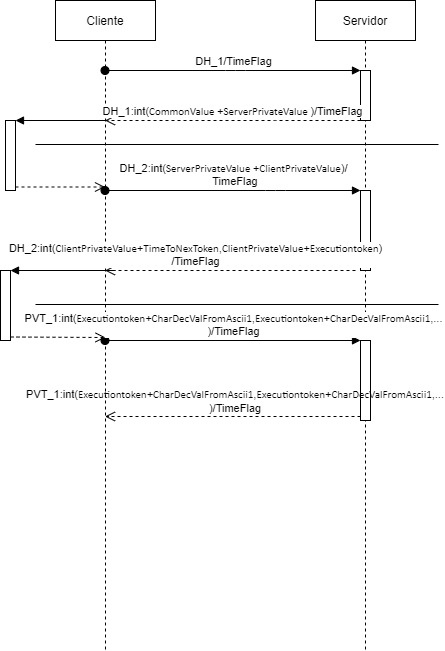 Cliente
Servidor
DH_1/TimeFlag
DH_1:int(CommonValue +ServerPrivateValue )/TimeFlag
DH_2:int(ServerPrivateValue +ClientPrivateValue)/
TimeFlag
DH_2:int(ClientPrivateValue+TimeToNexToken,ClientPrivateValue+Executiontoken)
/TimeFlag
PVT_1:int(Executiontoken+CharDecValFromAscii1,Executiontoken+CharDecValFromAscii1,...
)/TimeFlag
PVT_1:int(Executiontoken+CharDecValFromAscii1,Executiontoken+CharDecValFromAscii1,...
)/TimeFlag